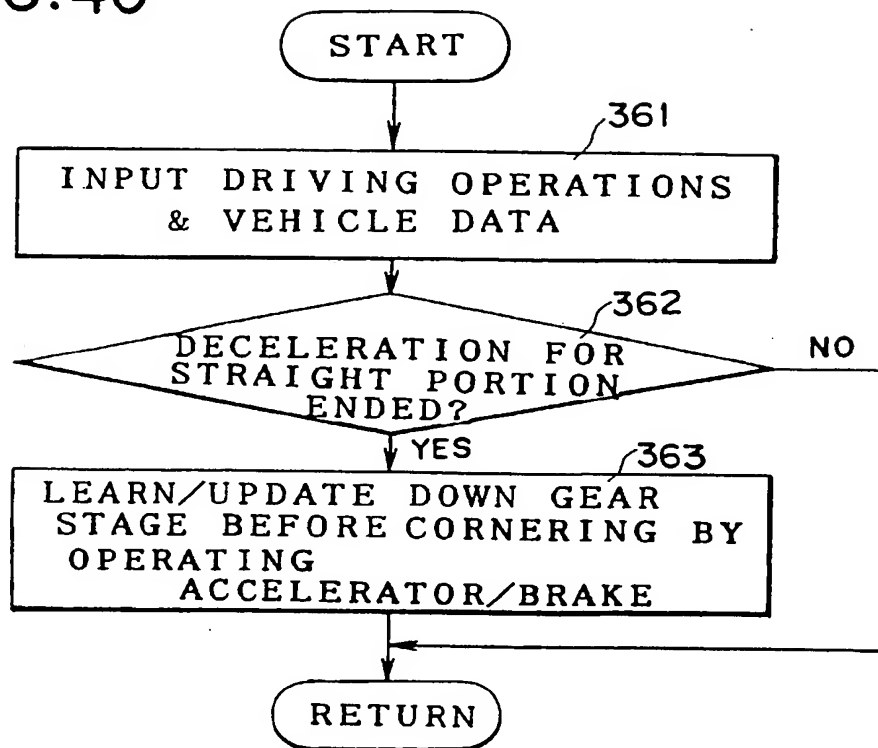 START
361
INPUT DRIVING OPERATIONS
& VEHICLE DATA
362
DECELERATION FOR
STRAIGHT PORTION
ENDED?
NO
YES
363
LEARN/UPDATE DOWN GEAR
STAGE BEFORE CORNERING BY
OPERATING
ACCELERATOR/BRAKE
RETURN